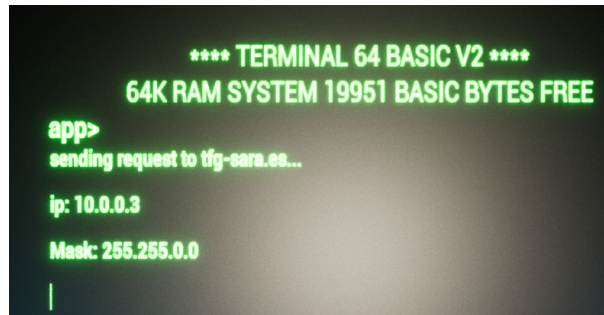 **** TERMINAL 64 BASIC V2 ****
64K RAM SYSTEM 19951 BASIC BYTES FREE
app>
sending request to tfg-sara.es...
ip: 10.0.0.3
Mask: 255.255.0.0